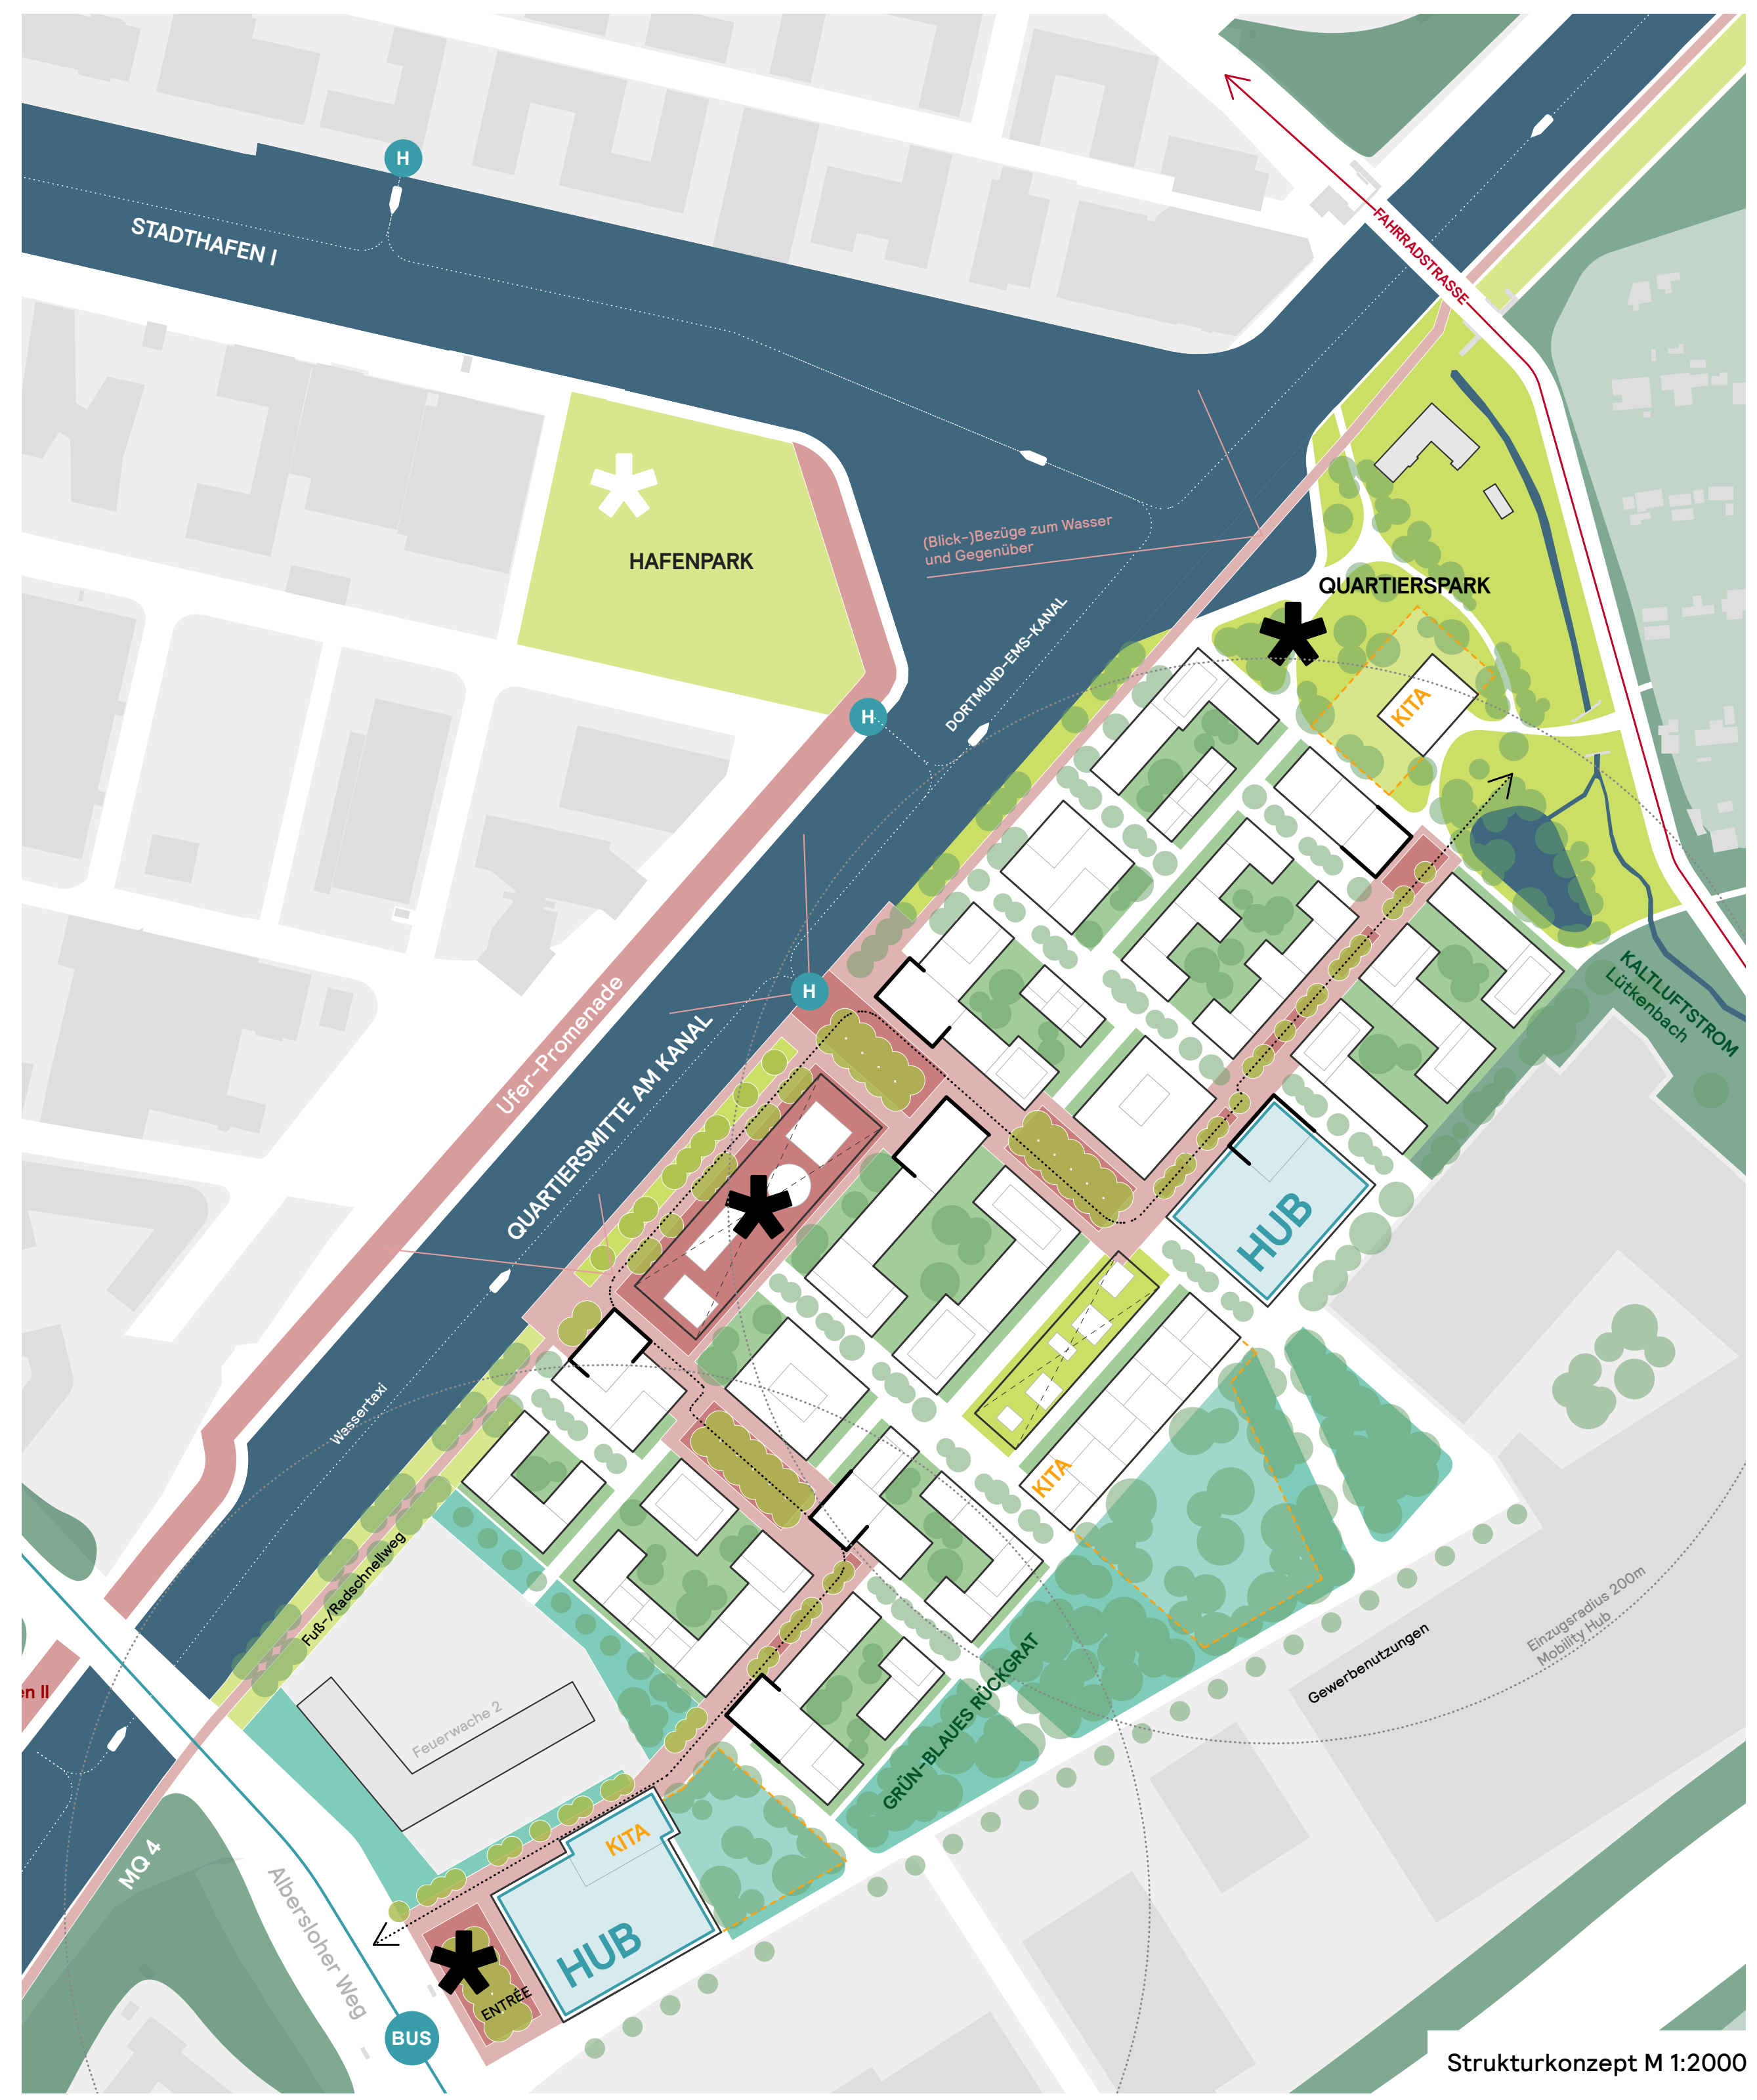 H
STADTHAFEN I
FAHRRADSTRASSE
HAFENPARK
(Blick-)Bezüge zum Wasser
und Gegenüber
QUARTIERSPARK
DORTMUND-EMS-KANAL
KITA
H
H
KALTLUFTSTROM
Lütkenbach
Ufer-Promenade
QUARTIERSMITTE AM KANAL
HUB
Wassertaxi
KITA
Fuß-/Radschnellweg
Einzugsradius 200m
Mobility Hub
Gewerbenutzungen
en II
Feuerwache 2
GRÜN-BLAUES RÜCKGRAT
KITA
MQ 4
Albersloher Weg
HUB
ENTRÉE
BUS
Strukturkonzept M 1:2000